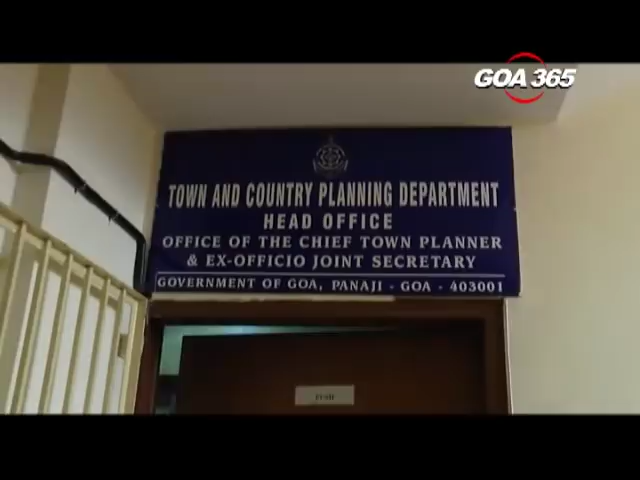 GOA 365
TOWN AND COUNTRY PLANNING DEPARTMENT
HEAD OFFICE
OFFICE OF THE CHIEF TOWN PLANNER
& EX-OFFICIO JOINT SECRETARY
GOVERNMENT OF GOA, PANAJI - GOA - 403001